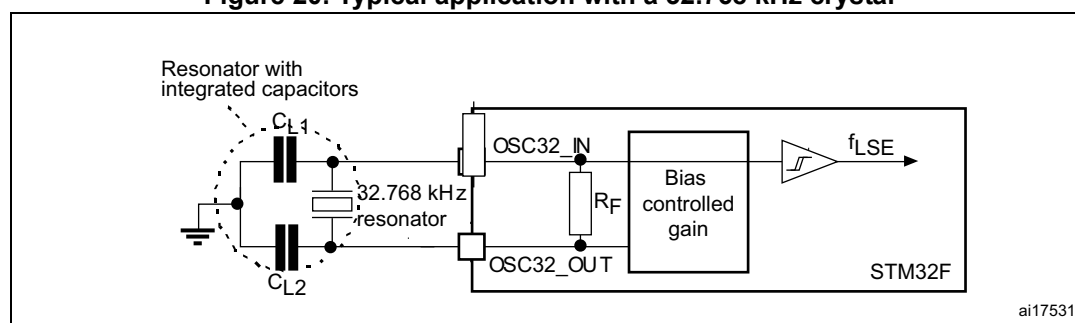 Resonator with
integrated capacitors
CL1
OSC32_IN
fLSE
32.768 kHz
resonator
RF
Bias
controlled
gain
OSC32_OUT
STM32F
CL2
ai17531